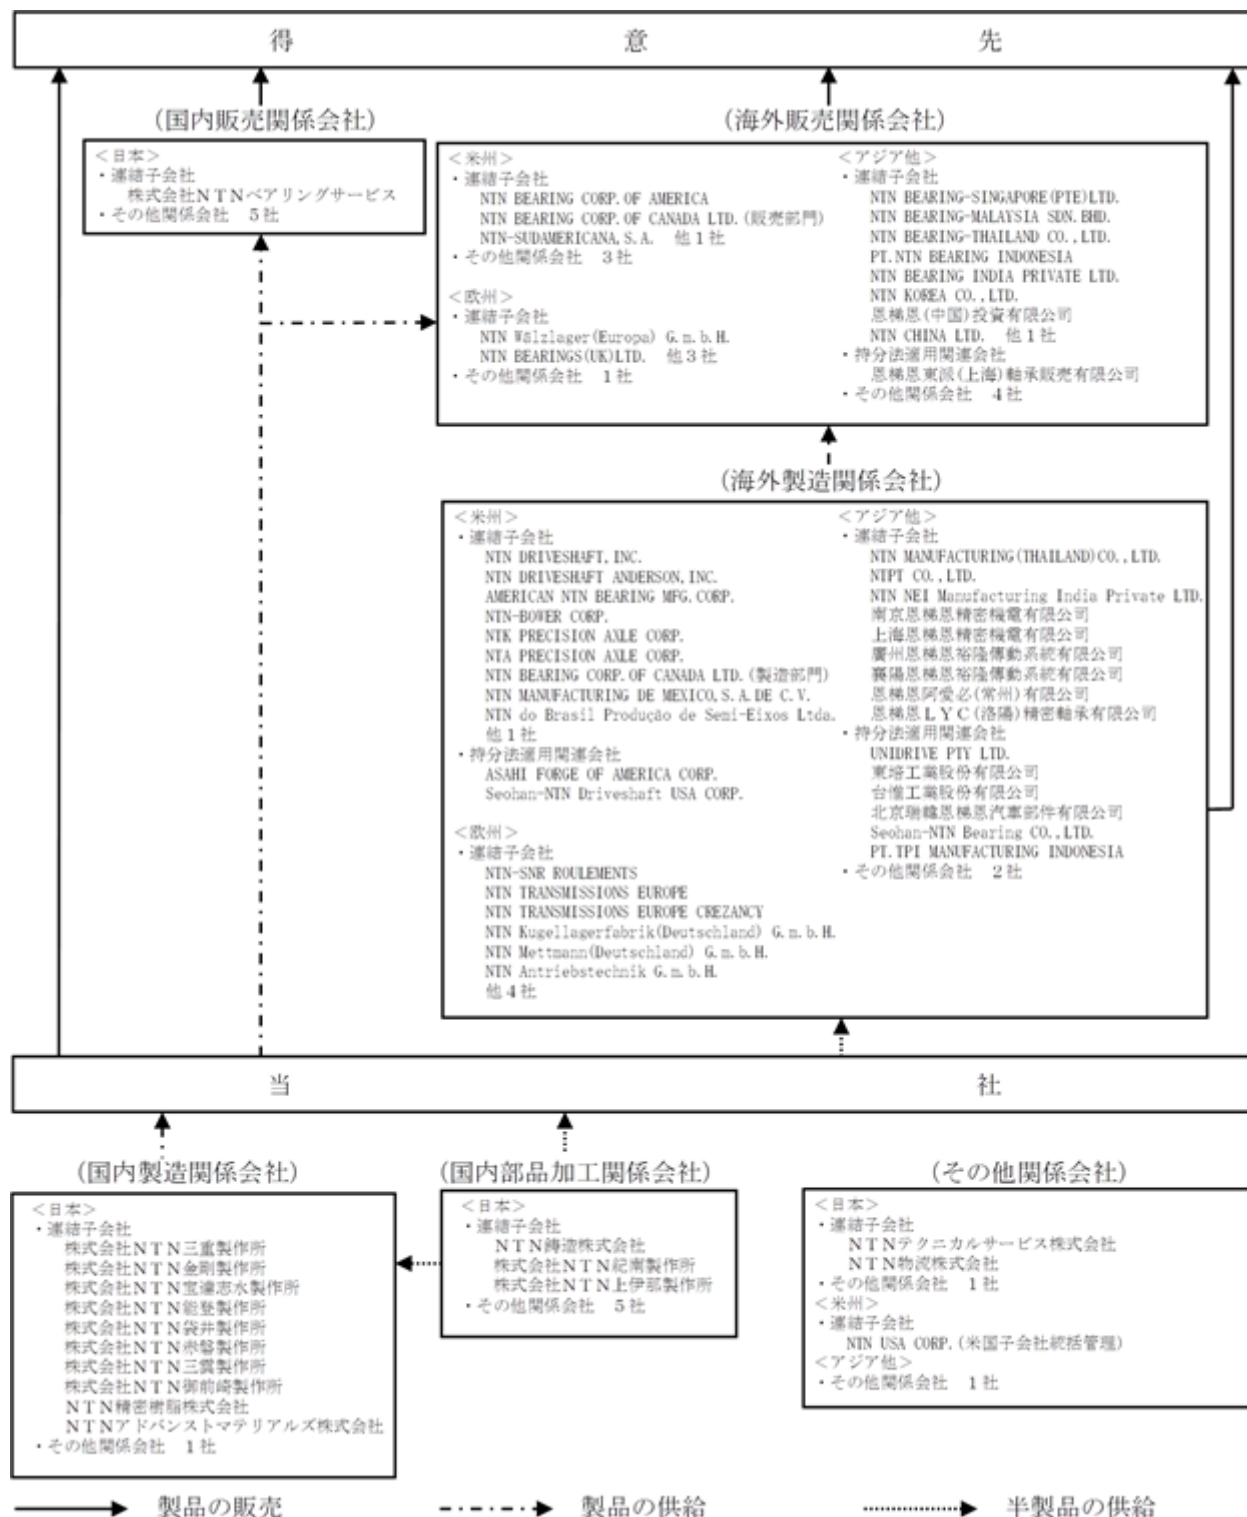 得意先
(国内販売関係会社)
<日本>
・連結子会社
株式会社NTNベアリングサービス
・その他関係会社 5社
(海外販売関係会社)
<米州>
・連結子会社
NTN BEARING CORP.OF AMERICA
NTN BEARING CORP.OF CANADA LTD.(販売部門)
NTN-SUDAMERICANA,S.A. 他1社
・その他関係会社 3社
<欧州>
・連結子会社
NTN Wälzlager(Europa) G.m.b.H.
NTN BEARINGS(UK)LTD. 他3社
・その他関係会社 1社
<アジア他>
・連結子会社
NTN BEARING-SINGAPORE(PTE)LTD.
NTN BEARING-MALAYSIA SDN.BHD.
NTN BEARING-THAILAND CO.,LTD.
PT.NTN BEARING INDONESIA
NTN BEARING INDIA PRIVATE LTD.
NTN KOREA CO.,LTD.
恩梯恩(中国)投資有限公司
NTN CHINA LTD. 他1社
・持分法適用関連会社
恩梯恩東派(上海)軸承販売有限公司
・その他関係会社 4社
(海外製造関係会社)
<米州>
・連結子会社
NTN DRIVESHAFT,INC.
NTN DRIVESHAFT ANDERSON,INC.
AMERICAN NTN BEARING MFG.CORP.
NTN-BOWER CORP.
NTK PRECISION AXLE CORP.
NTA PRECISION AXLE CORP.
NTN BEARING CORP.OF CANADA LTD.(製造部門)
NTN MANUFACTURING DE MEXICO,S.A.DE C.V.
NTN do Brasil Produção de Semi-Eixos Ltda.
他1社
・持分法適用関連会社
ASAHI FORGE OF AMERICA CORP.
Seohan-NTN Driveshaft USA CORP.
<欧州>
・連結子会社
NTN-SNR ROULEMENTS
NTN TRANSMISSIONS EUROPE
NTN TRANSMISSIONS EUROPE CREZANCY
NTN Kugellagerfabrik(Deutschland) G.m.b.H.
NTN Mettmann(Deutschland) G.m.b.H.
NTN Antriebstechnik G.m.b.H.
他4社
<アジア他>
・連結子会社
NTN MANUFACTURING(THAILAND)CO.,LTD.
NTPT CO.,LTD.
NTN NEI Manufacturing India Private LTD.
南京恩梯恩精密機電有限公司
上海恩梯恩精密機電有限公司
廣州恩梯恩裕隆傳動系統有限公司
襄陽恩梯恩裕隆傳動系統有限公司
恩梯恩阿愛必(常州)有限公司
恩梯恩LYC(洛陽)精密軸承有限公司
・持分法適用関連会社
UNIDRIVE PTY LTD.
東培工業股份有限公司
台惟工業股份有限公司
北京瑞韓恩梯恩汽車部件有限公司
Seohan-NTN Bearing CO.,LTD.
PT.TPI MANUFACTURING INDONESIA
・その他関係会社 2社
当社
(国内製造関係会社)
<日本>
・連結子会社
株式会社NTN三重製作所
株式会社NTN金剛製作所
株式会社NTN宝達志水製作所
株式会社NTN能登製作所
株式会社NTN袋井製作所
株式会社NTN赤磐製作所
株式会社NTN三雲製作所
株式会社NTN御前崎製作所
NTN精密樹脂株式会社
NTNアドバンストマテリアルズ株式会社
・その他関係会社 1社
(国内部品加工関係会社)
<日本>
・連結子会社
NTN鋳造株式会社
株式会社NTN紀南製作所
株式会社NTN上伊那製作所
・その他関係会社 5社
(その他関係会社)
<日本>
・連結子会社
NTNテクニカルサービス株式会社
NTN物流株式会社
・その他関係会社 1社
<米州>
・連結子会社
NTN USA CORP.(米国子会社統括管理)
<アジア他>
・その他関係会社 1社
製品の販売
製品の供給
半製品の供給